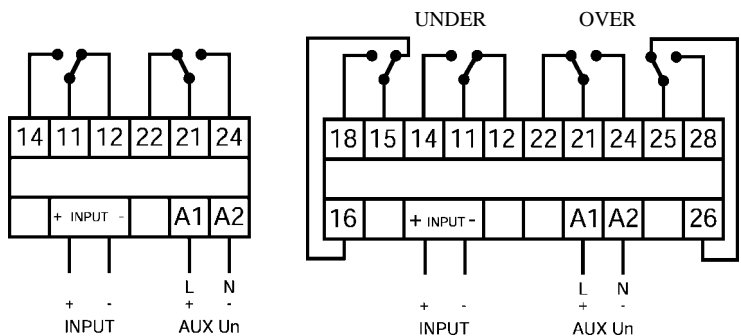 UNDER OVER
14 11 12 22 21 24
18 15 14 11 12 22 21 24 25 28
+ INPUT - A1 A2
16 + INPUT - A1 A2 26
L N
+ - + -
INPUT AUX Un
L N
+ - + -
INPUT AUX Un